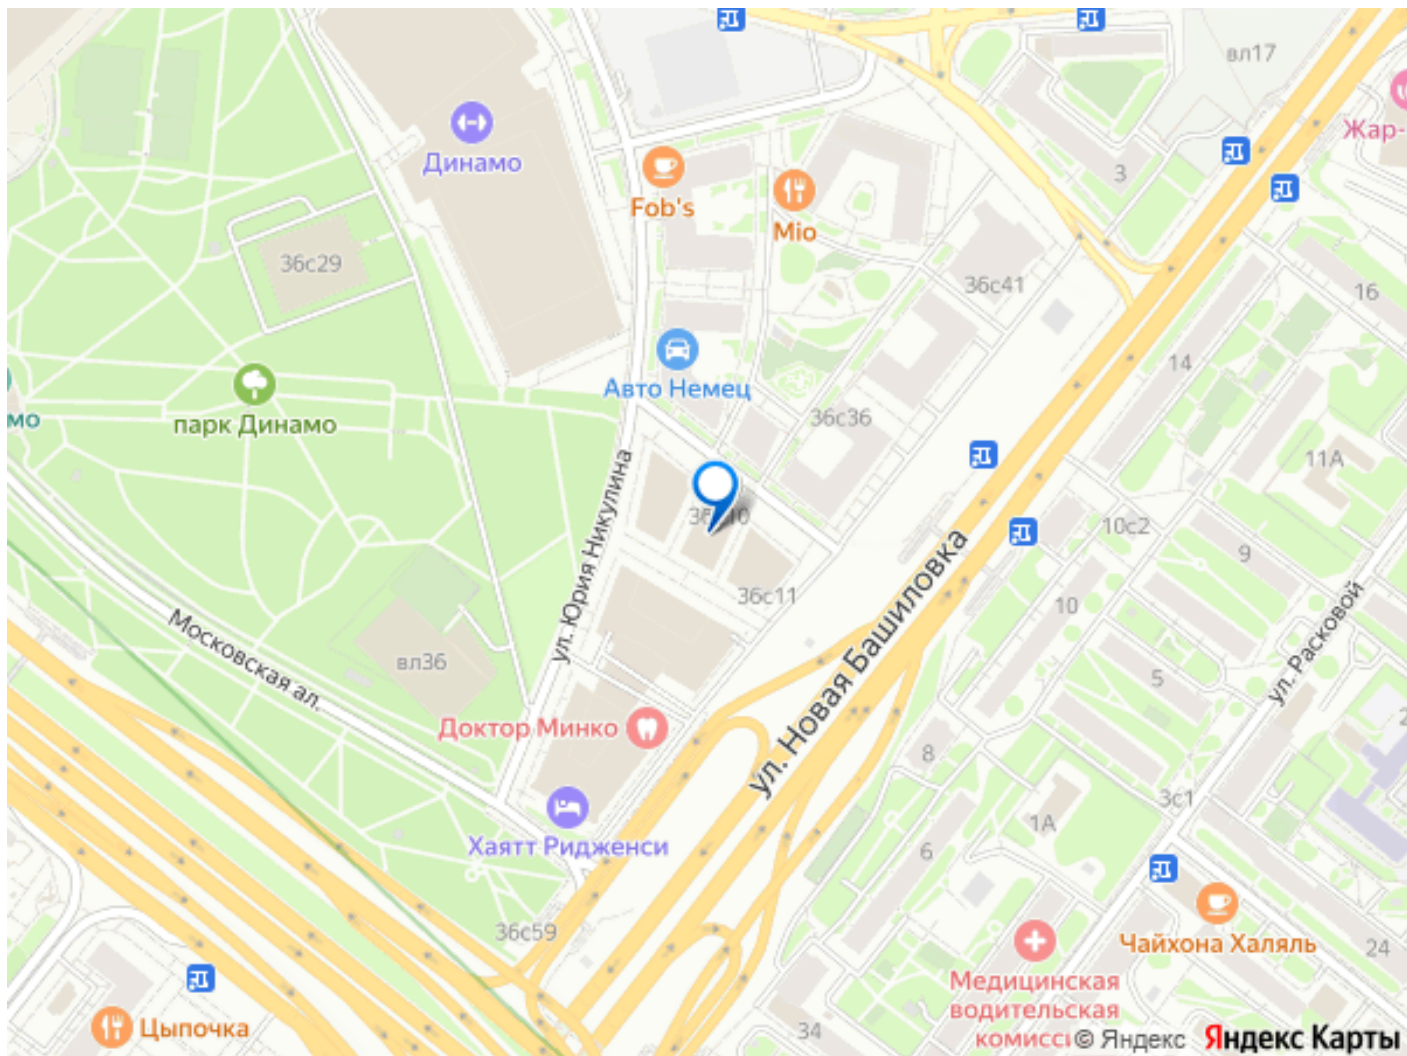 вл17
Жар-
Динамо
3
Fob's
Mio
36с29
36с41
16
14
Авто Немец
мо
парк Динамо
36с36
11А
ул. Юрия Никулина
10с2
9
36с11
10
ул. Новая Башиловка
ул. Расковой
Московская ал.
вл36
5
Доктор Минко
8
3с1
1А
Хаятт Ридженси
6
36с59
Чайхона Халяль
24
Медицинская
водительская
комисси
Цыпочка
34
© Яндекс Яндекс Карты